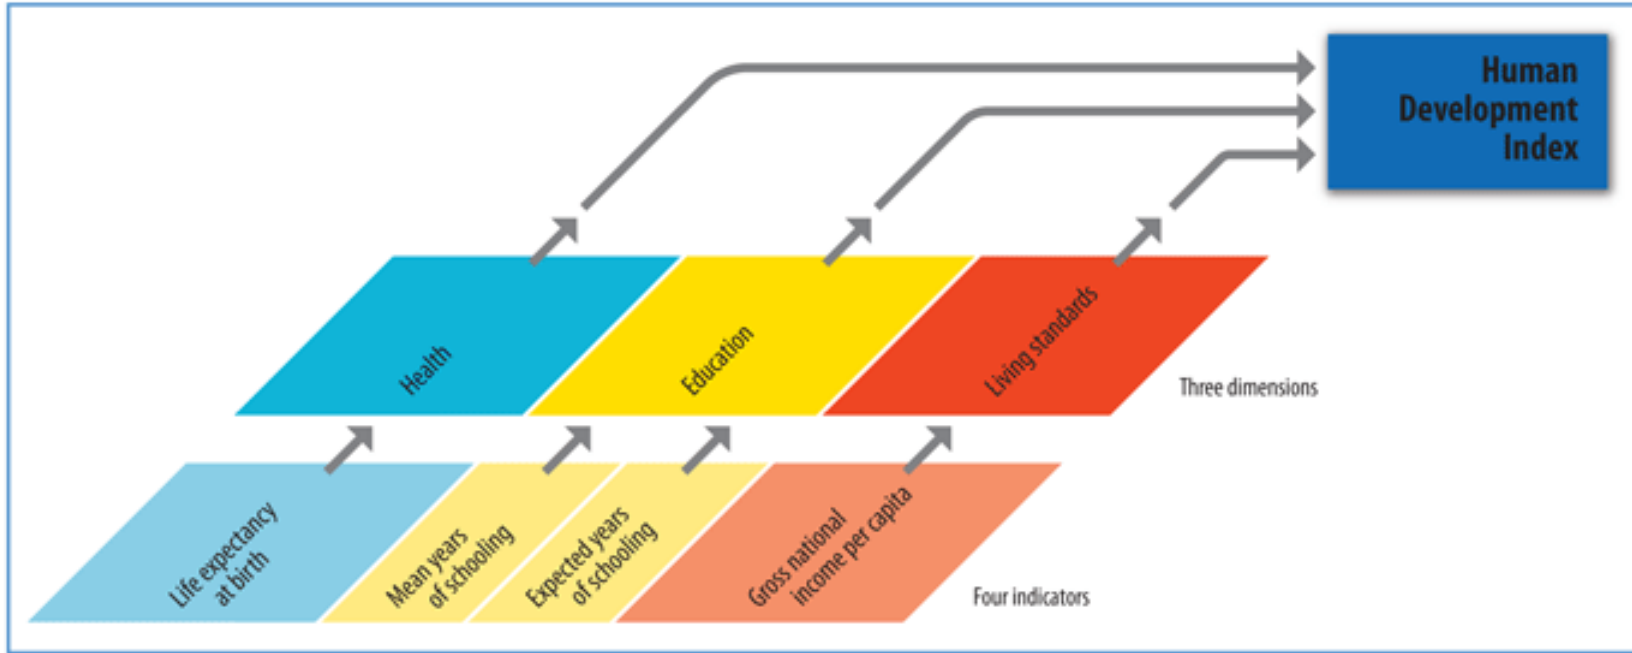 Human
Development
Index
Health
Education
Living standards
Three dimensions
Life expectancy
at birth
Mean years
of schooling
Expected years
of schooling
Gross national
income per capita
Four indicators